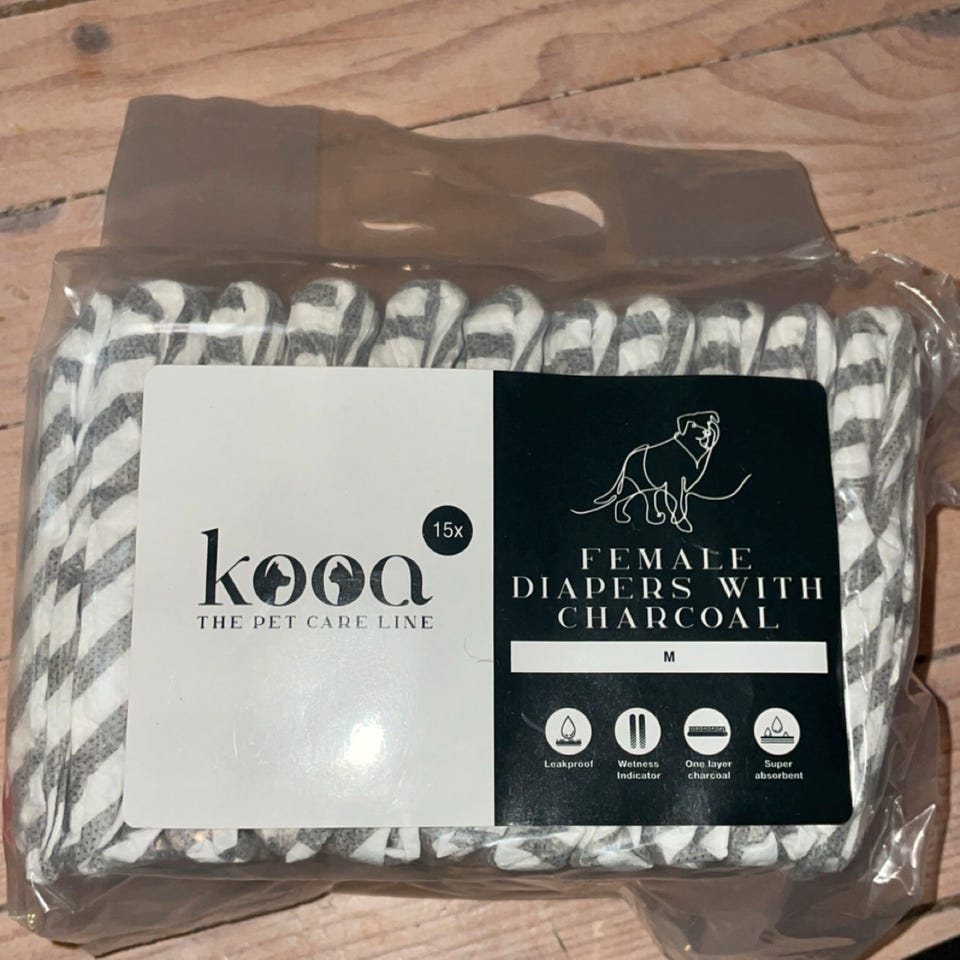 kooa
15x
THE PET CARE LINE
FEMALE
DIAPERS WITH
CHARCOAL
M
Leakproof
Wetness
Indicator
One layer
charcoal
Super
absorbent